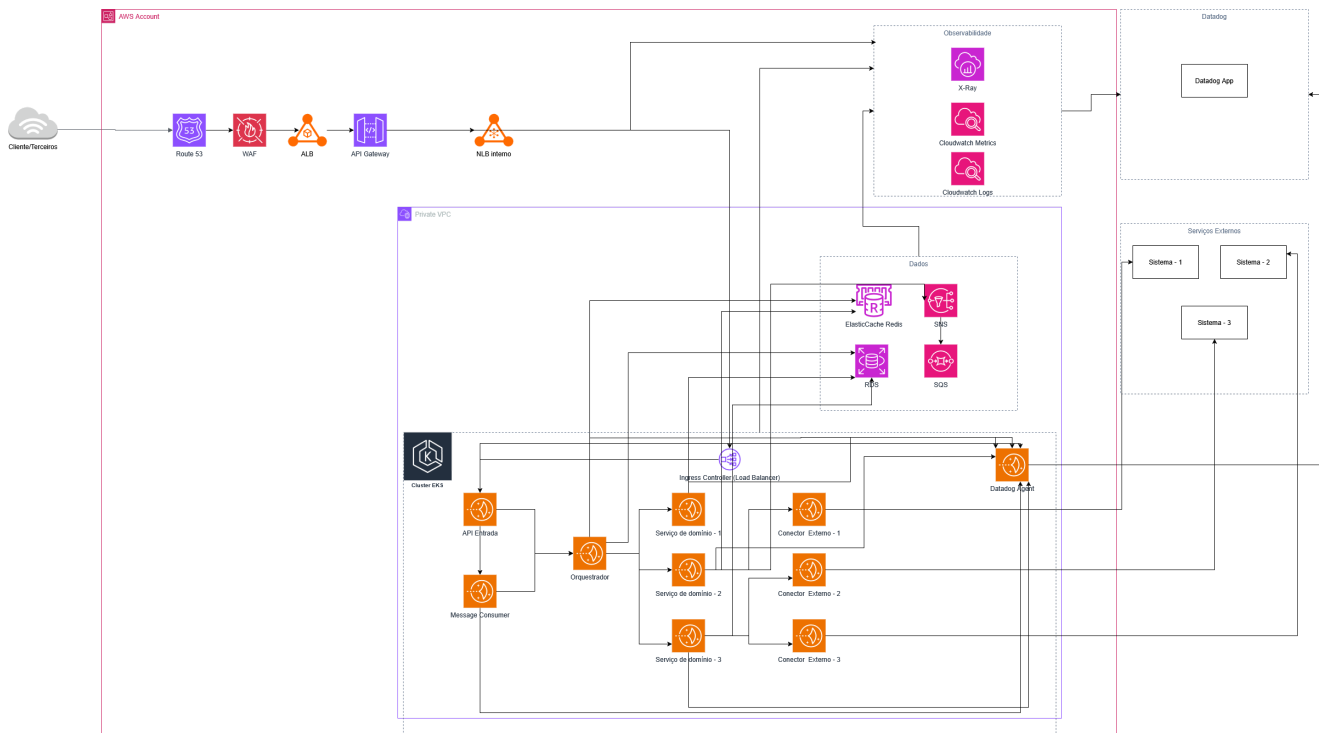 AWS Account
Datadog
Observabilidade
Datadog App
X-Ray
Cliente/Terceiros
53
Route 53
WAF
ALB
API Gateway
NLB interno
Cloudwatch Metrics
Cloudwatch Logs
Private VPC
Serviços Externos
Sistema - 1
Sistema - 2
Sistema - 3
Dados
R
ElasticCache Redis
SNS
RDS
SQS
K
Cluster EKS
Ingress Controller (Load Balancer)
Datadog Agent
API Entrada
Serviço de domínio - 1
Conector Externo - 1
Orquestrador
Serviço de domínio - 2
Conector Externo - 2
Message Consumer
Serviço de domínio - 3
Conector Externo - 3